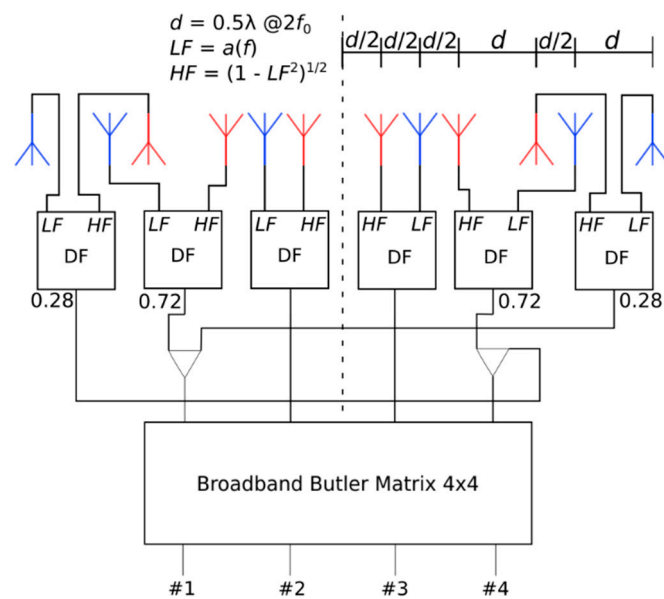 d = 0.5λ @2f₀
LF = a(f)
HF = (1 - LF²)¹/²
d/2 d/2 d/2 d d/2 d
LF HF LF HF LF HF HF LF HF LF HF LF
DF DF DF DF DF DF
0.28 0.72 0.72 0.28
Broadband Butler Matrix 4x4
#1 #2 #3 #4